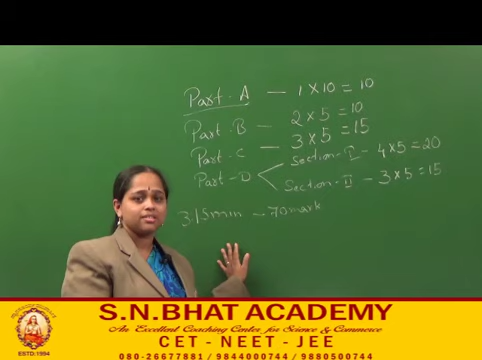 Part-A — 1 × 10 = 10
Part-B — 2 × 5 = 10
Part-C — 3 × 5 = 15
Part-D < Section-I - 4×5 = 20
Section-II - 3×5 = 15
3.15min — 70mark
S.N.BHAT ACADEMY
An Excellent Coaching Center for Science & Commerce
CET - NEET - JEE
080-26677881 / 9844000744 / 9880500744
ESTD:1994